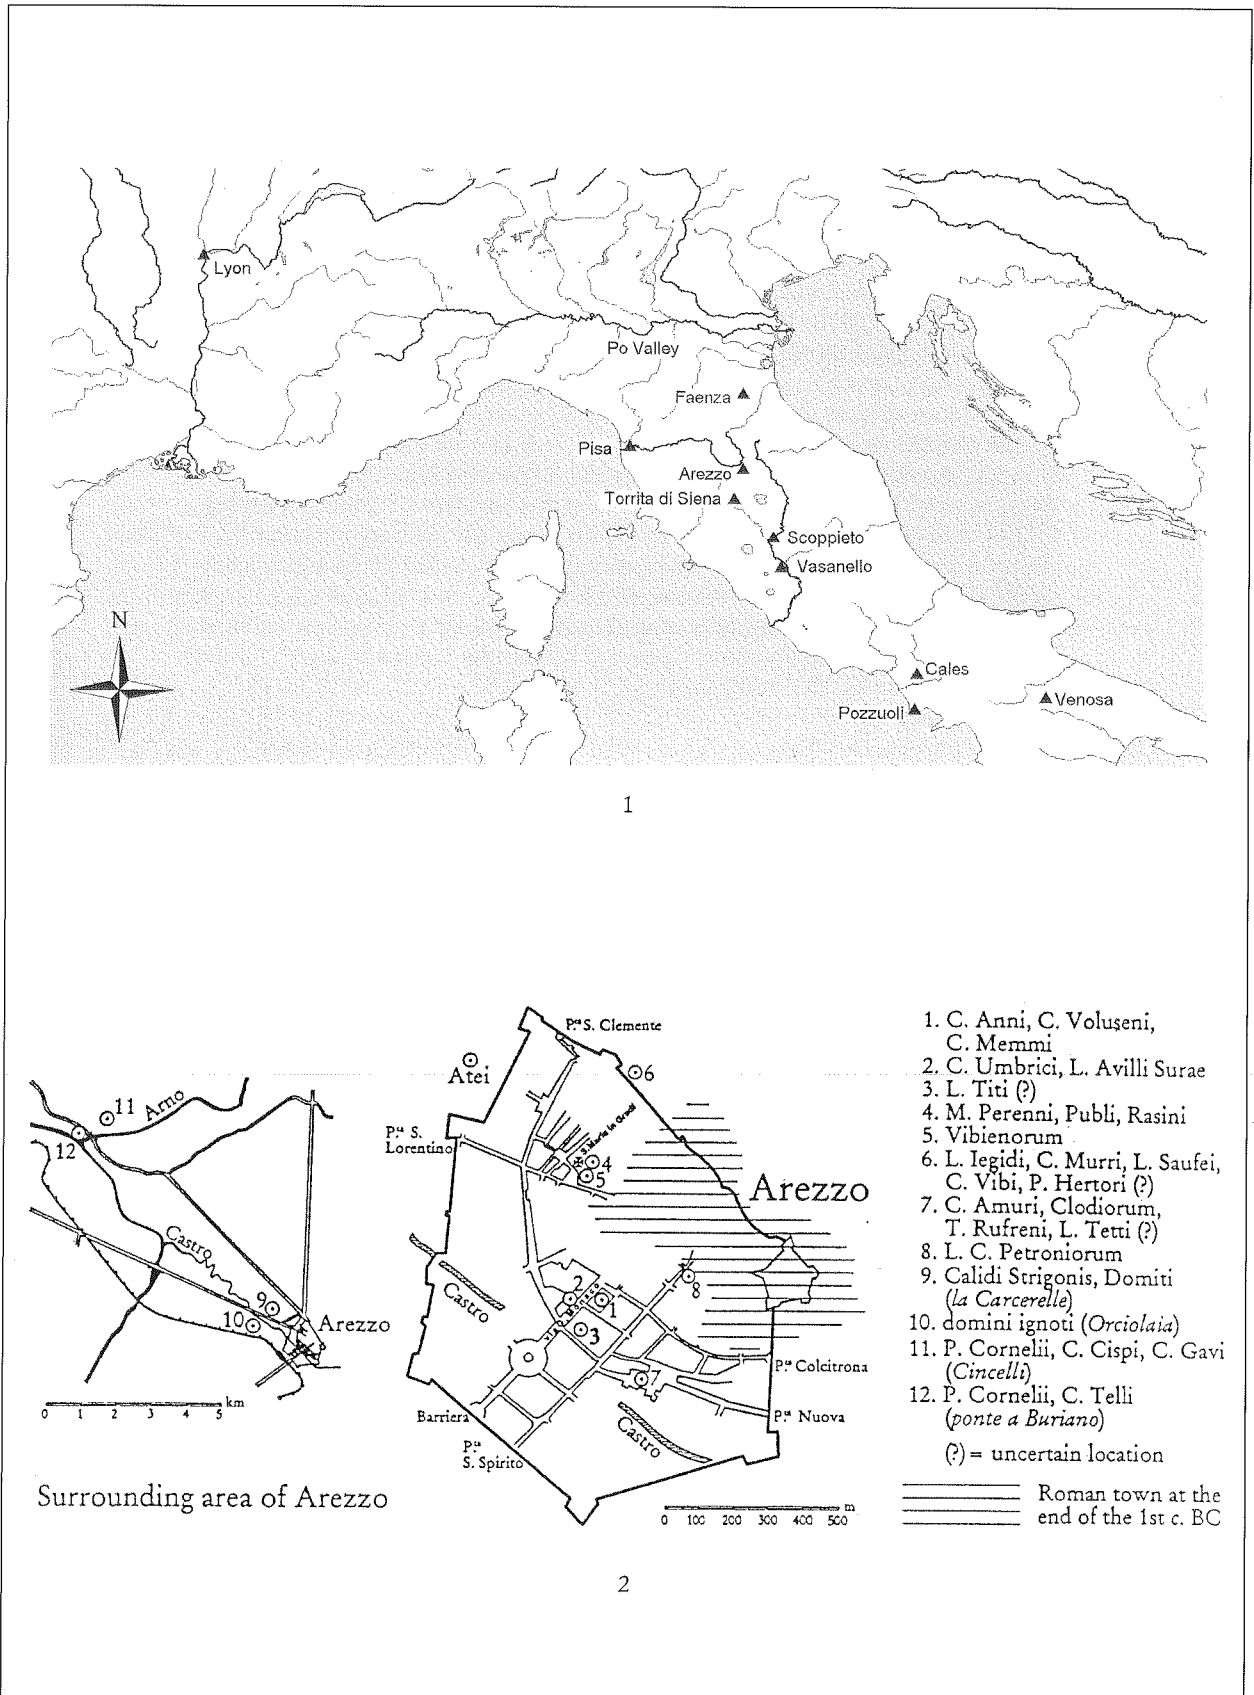 Lyon
Po Valley
Faenza
Pisa
Arezzo
Torrita di Siena
Scoppieto
Vasanello
N
Cales
Venosa
Pozzuoli
1
11
Arno
12
Castro
9
10
Arezzo
0 1 2 3 4 5 km
Surrounding area of Arezzo
P.ta S. Clemente
Atei
6
P.ta S.
Lorentino
S. Maria in Gradi
4
5
Arezzo
Castro
2
1
8
3
7
P.ta Colcitrona
Barriera
P.ta Nuova
P.ta
S. Spirito
Castro
0 100 200 300 400 500 m
1. C. Anni, C. Voluseni,
C. Memmi
2. C. Umbrici, L. Avilli Surae
3. L. Titi (?)
4. M. Perenni, Publi, Rasini
5. Vibienorum
6. L. Iegidi, C. Murri, L. Saufei,
C. Vibi, P. Hertori (?)
7. C. Amuri, Clodiorum,
T. Rufreni, L. Tetti (?)
8. L. C. Petroniorum
9. Calidi Strigonis, Domiti
(la Carcerelle)
10. domini ignoti (Orciolaia)
11. P. Cornelii, C. Cispi, C. Gavi
(Cincelli)
12. P. Cornelii, C. Telli
(ponte a Buriano)
(?) = uncertain location
Roman town at the
end of the 1st c. BC
2